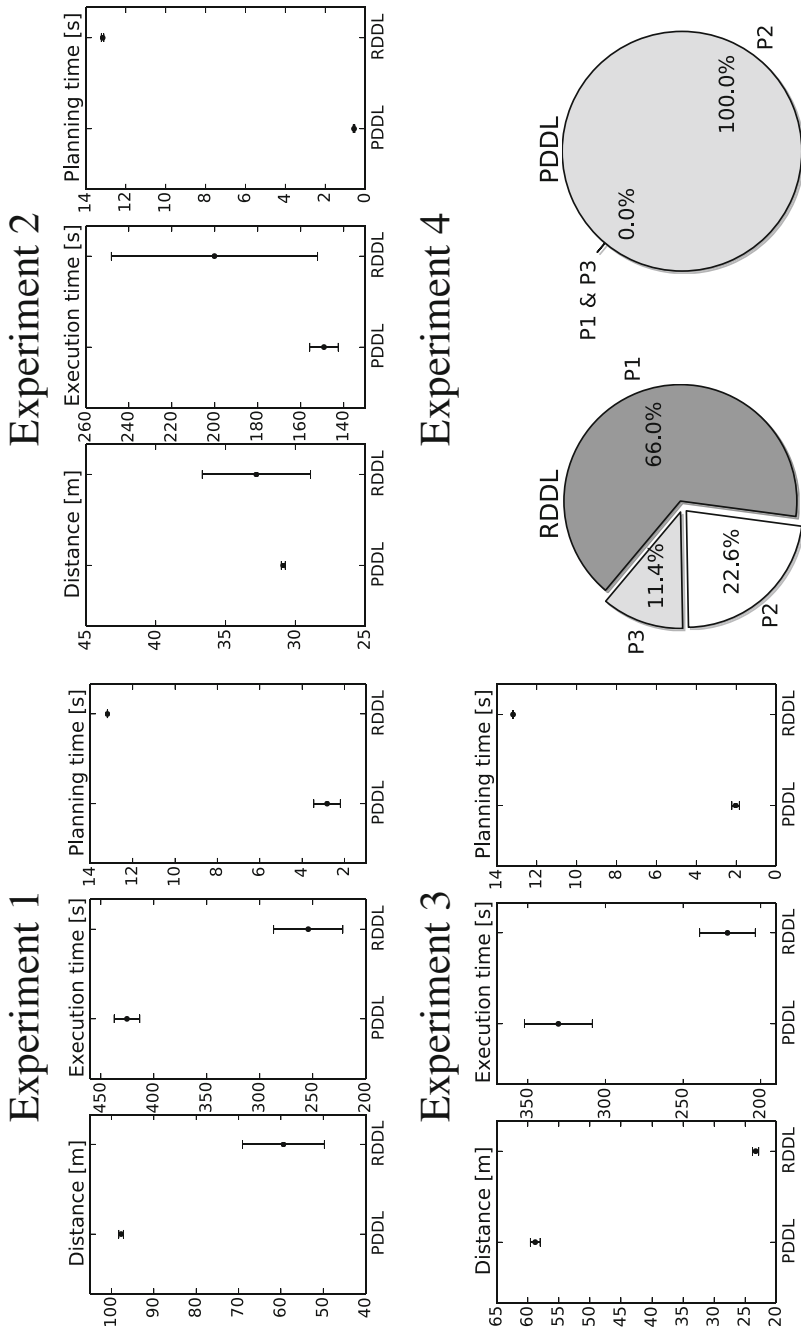 Experiment 1
Distance [m]
100
90
80
70
60
50
40
PDDL
RDDL
Execution time [s]
450
400
350
300
250
200
PDDL
RDDL
Planning time [s]
14
12
10
8
6
4
2
PDDL
RDDL
Experiment 2
Distance [m]
45
40
35
30
25
PDDL
RDDL
Execution time [s]
260
240
220
200
180
160
140
PDDL
RDDL
Planning time [s]
14
12
10
8
6
4
2
0
PDDL
RDDL
Experiment 3
Distance [m]
65
60
55
50
45
40
35
30
25
20
PDDL
RDDL
Execution time [s]
350
300
250
200
PDDL
RDDL
Planning time [s]
14
12
10
8
6
4
2
0
PDDL
RDDL
Experiment 4
RDDL
P1
66.0%
P3
11.4%
22.6%
P2
PDDL
P1 & P3
0.0%
100.0%
P2